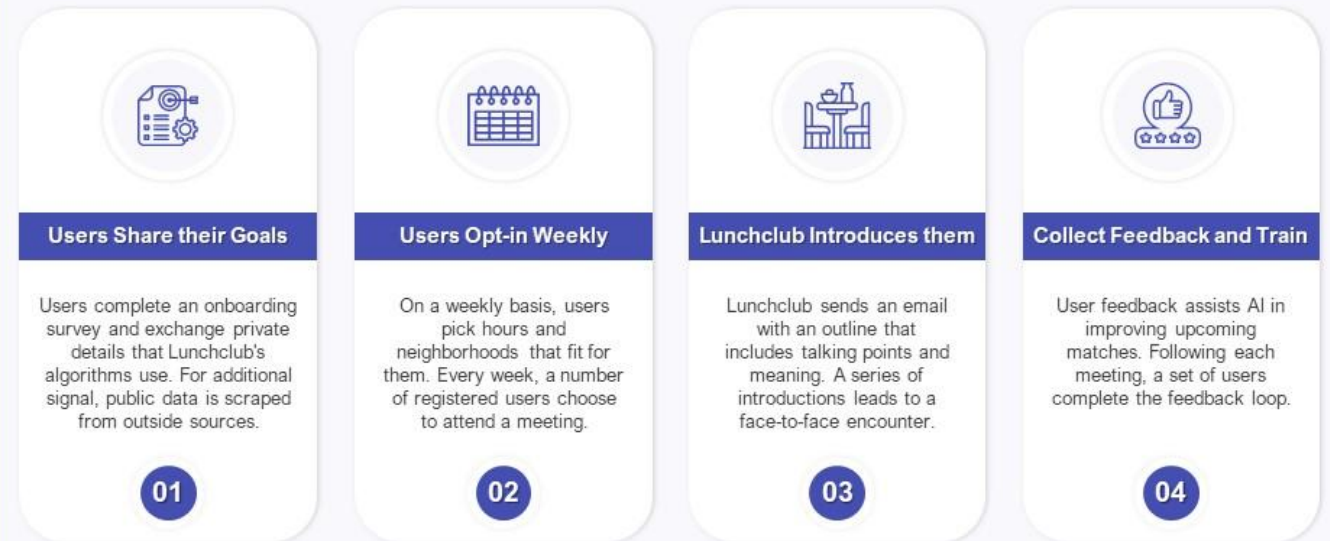 Users Share their Goals
Users complete an onboarding
survey and exchange private
details that Lunchclub's
algorithms use. For additional
signal, public data is scraped
from outside sources.
01
Users Opt-in Weekly
On a weekly basis, users
pick hours and
neighborhoods that fit for
them. Every week, a number
of registered users choose
to attend a meeting.
02
Lunchclub Introduces them
Lunchclub sends an email
with an outline that
includes talking points and
meaning. A series of
introductions leads to a
face-to-face encounter.
03
Collect Feedback and Train
User feedback assists AI in
improving upcoming
matches. Following each
meeting, a set of users
complete the feedback loop.
04